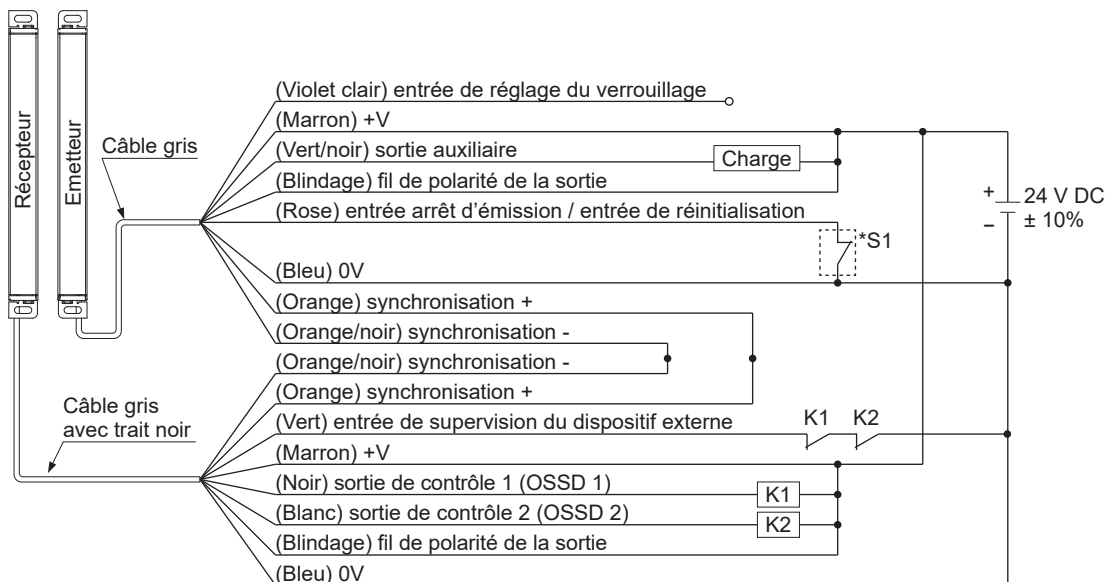 Récepteur
Emetteur
Câble gris
(Violet clair) entrée de réglage du verrouillage
(Marron) +V
(Vert/noir) sortie auxiliaire
Charge
(Blindage) fil de polarité de la sortie
(Rose) entrée arrêt d'émission / entrée de réinitialisation
+
24 V DC
–
± 10%
*S1
(Bleu) 0V
(Orange) synchronisation +
(Orange/noir) synchronisation -
(Orange/noir) synchronisation -
(Orange) synchronisation +
Câble gris
avec trait noir
(Vert) entrée de supervision du dispositif externe
K1
K2
(Marron) +V
(Noir) sortie de contrôle 1 (OSSD 1)
K1
(Blanc) sortie de contrôle 2 (OSSD 2)
K2
(Blindage) fil de polarité de la sortie
(Bleu) 0V